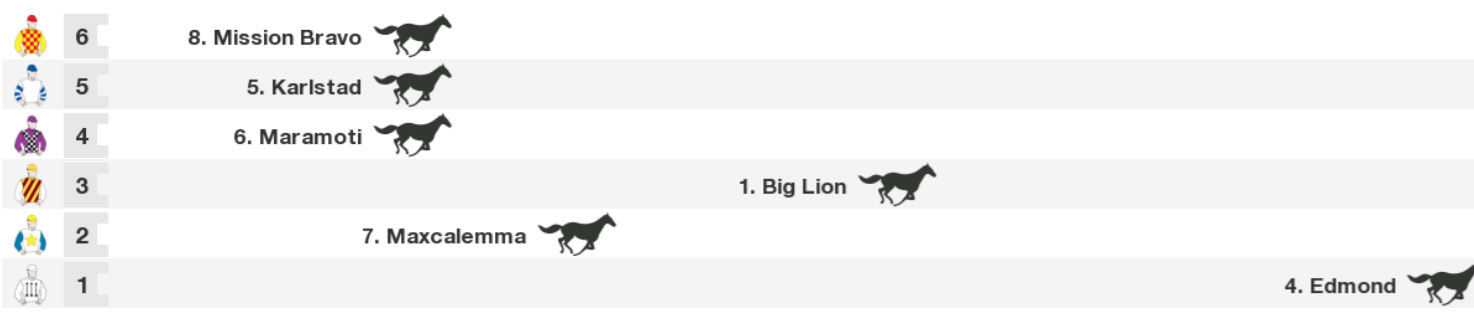 6 8. Mission Bravo
5 5. Karlstad
4 6. Maramoti
3 1. Big Lion
2 7. Maxcalemma
1 4. Edmond